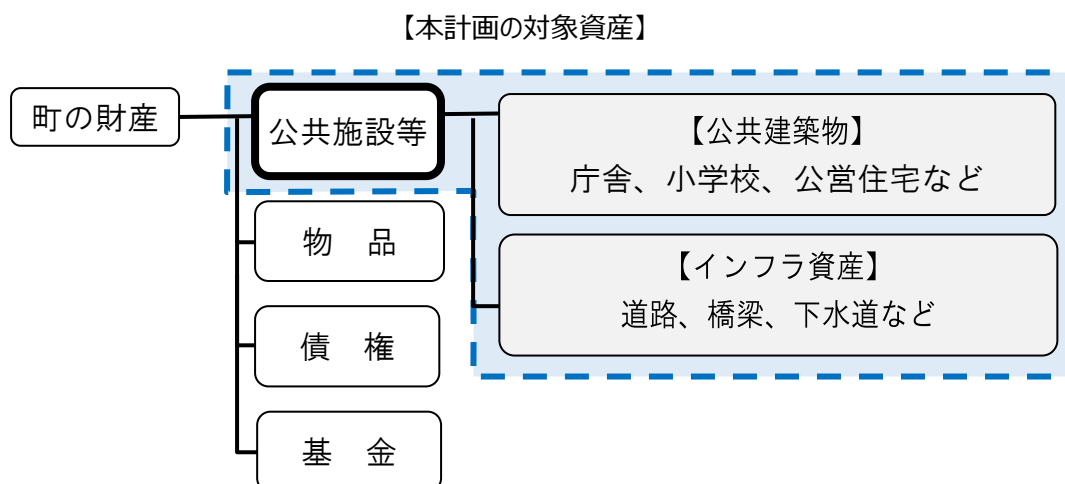 【本計画の対象資産】
町の財産
公共施設等
【公共建築物】
庁舎、小学校、公営住宅など
【インフラ資産】
道路、橋梁、下水道など
物　品
債　権
基　金